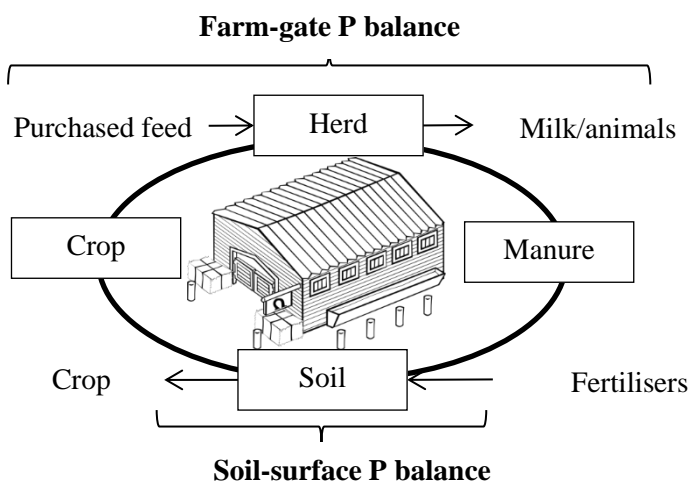 Farm-gate P balance
Purchased feed
Herd
Milk/animals
Crop
Manure
Crop
Soil
Fertilisers
Soil-surface P balance